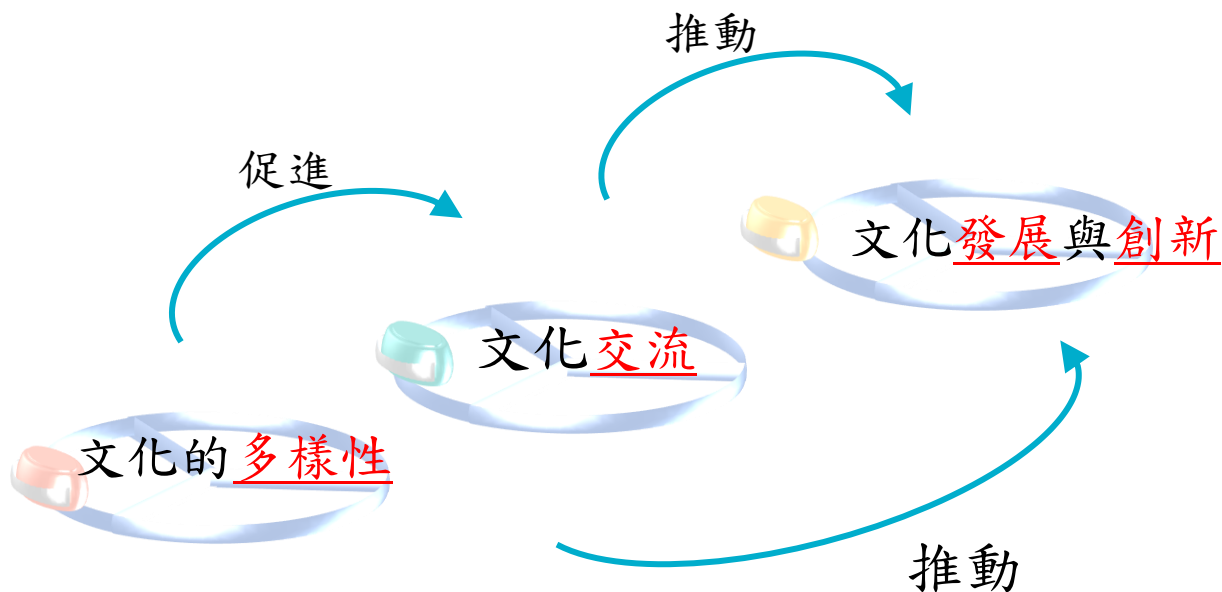 推動
促進
文化發展與創新
文化交流
文化的多樣性
推動